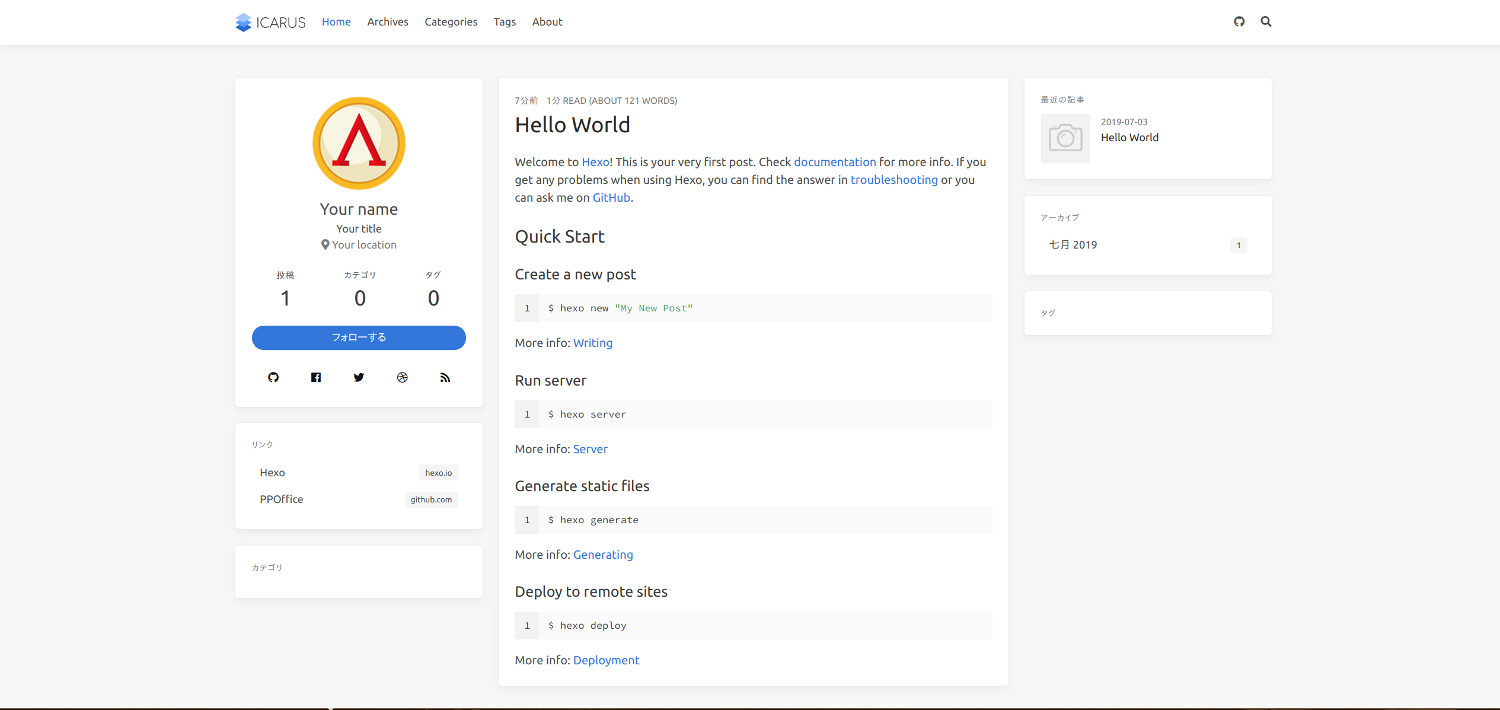 ICARUS Home Archives Categories Tags About
Your name
Your title
Your location
投稿 カテゴリ タグ
1 0 0
フォローする
リンク
Hexo hexo.io
PPOffice github.com
カテゴリ
7分前 1分 READ (ABOUT 121 WORDS)
Hello World
Welcome to Hexo! This is your very first post. Check documentation for more info. If you
get any problems when using Hexo, you can find the answer in troubleshooting or you
can ask me on GitHub.
Quick Start
Create a new post
1 $ hexo new "My New Post"
More info: Writing
Run server
1 $ hexo server
More info: Server
Generate static files
1 $ hexo generate
More info: Generating
Deploy to remote sites
1 $ hexo deploy
More info: Deployment
最近の記事
2019-07-03
Hello World
アーカイブ
七月 2019 1
タグ